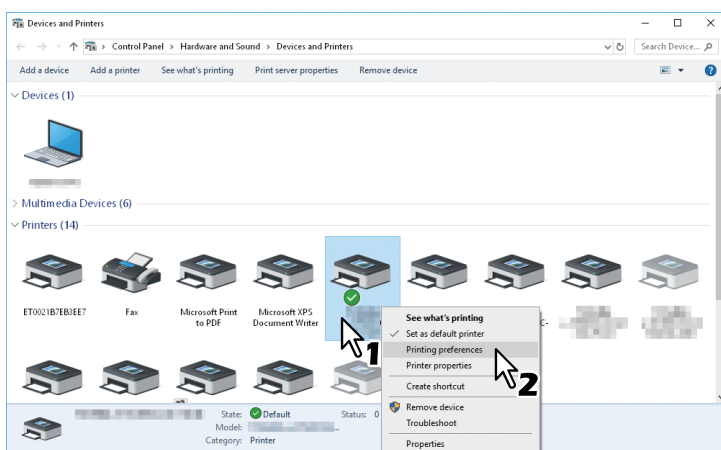 Devices and Printers
Control Panel > Hardware and Sound > Devices and Printers
Search Device...
Add a device Add a printer See what's printing Print server properties Remove device
Devices (1)
Multimedia Devices (6)
Printers (14)
ET0021B7EB3EE7
Fax
Microsoft Print
to PDF
Microsoft XPS
Document Writer
C-
1
See what's printing
Set as default printer
Printing preferences
2
Printer properties
Create shortcut
Remove device
Troubleshoot
Properties
State: Default Status: 0
Model: ..
Category: Printer